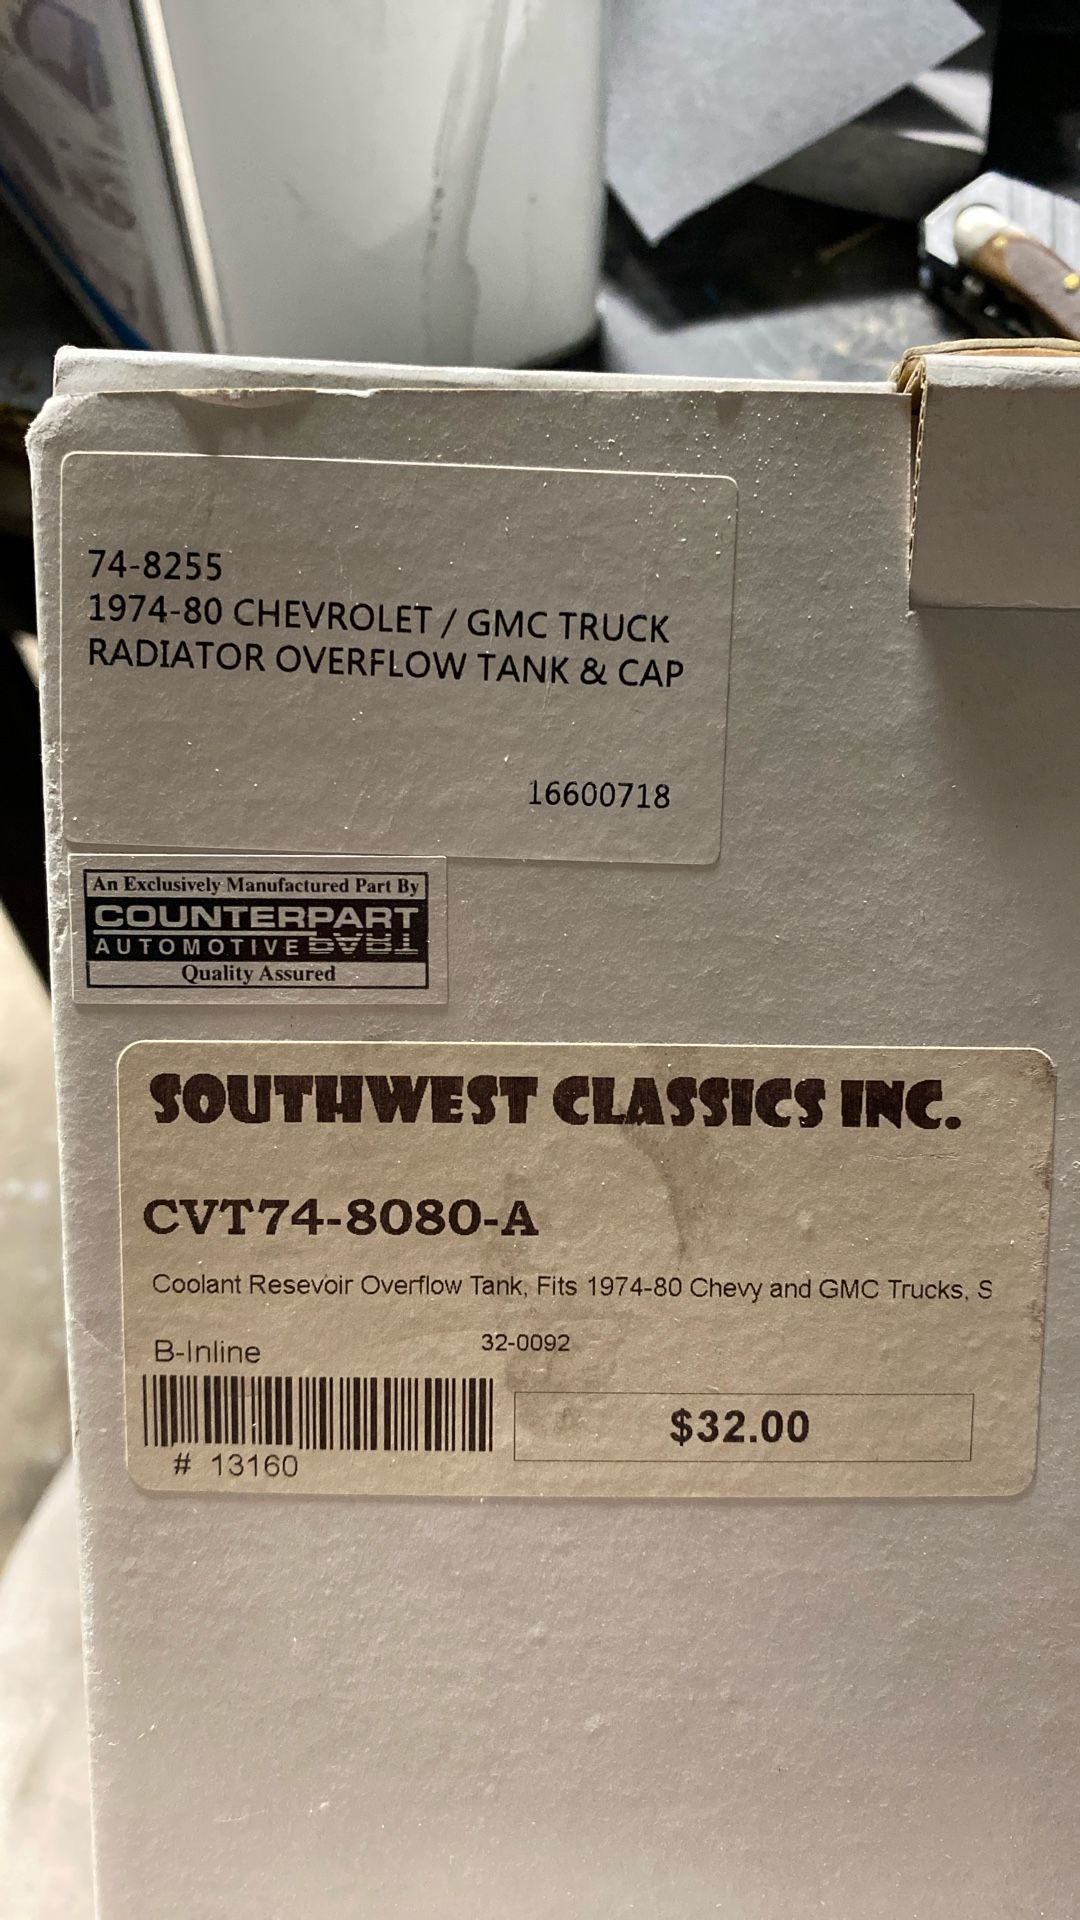 74-8255
1974-80 CHEVROLET / GMC TRUCK
RADIATOR OVERFLOW TANK & CAP
16600718
An Exclusively Manufactured Part By
COUNTERPART
AUTOMOTIVE PART
Quality Assured
SOUTHWEST CLASSICS INC.
CVT74-8080-A
Coolant Resevoir Overflow Tank, Fits 1974-80 Chevy and GMC Trucks, S
B-Inline 32-0092
$32.00
# 13160